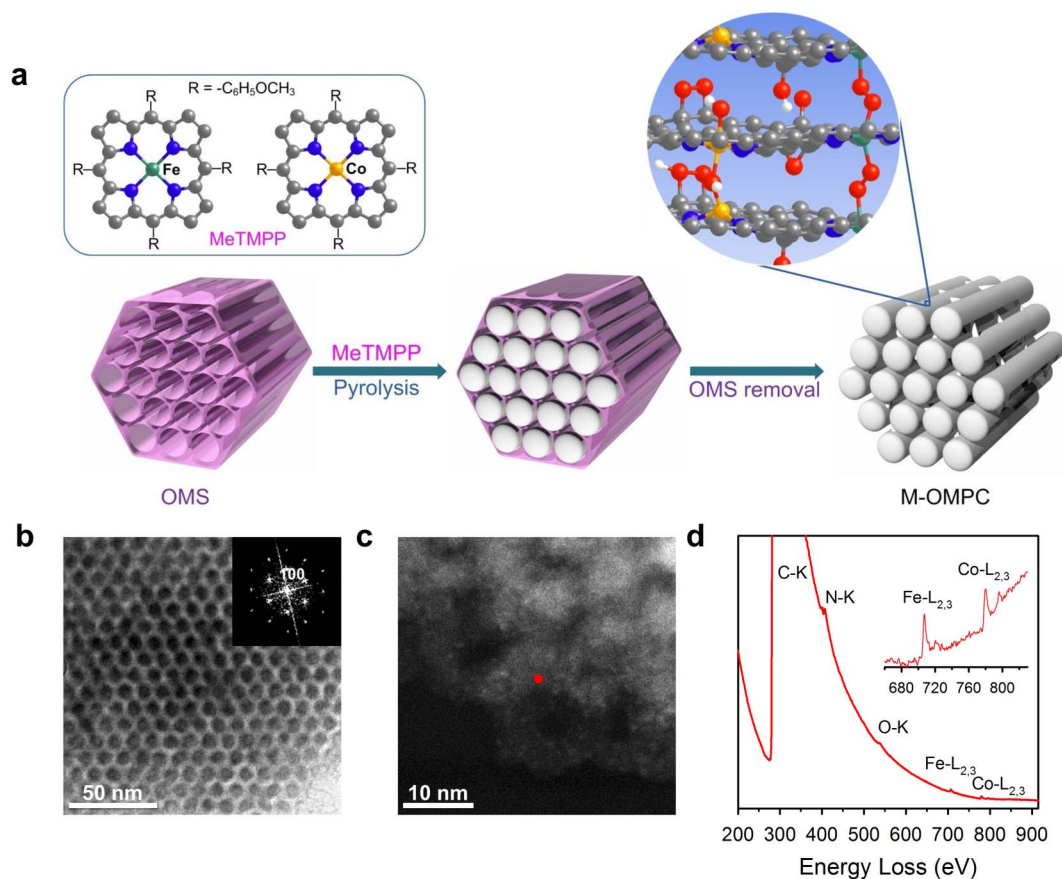 a
R = -C₆H₅OCH₃
R
R
R Fe R
R Co R
R
R
MeTMPP
MeTMPP
Pyrolysis
OMS removal
OMS
M-OMPC
b
100
50 nm
c
10 nm
d
C-K
N-K
O-K
Fe-L₂,₃
Co-L₂,₃
Fe-L₂,₃
Co-L₂,₃
680 720 760 800
200 300 400 500 600 700 800 900
Energy Loss (eV)